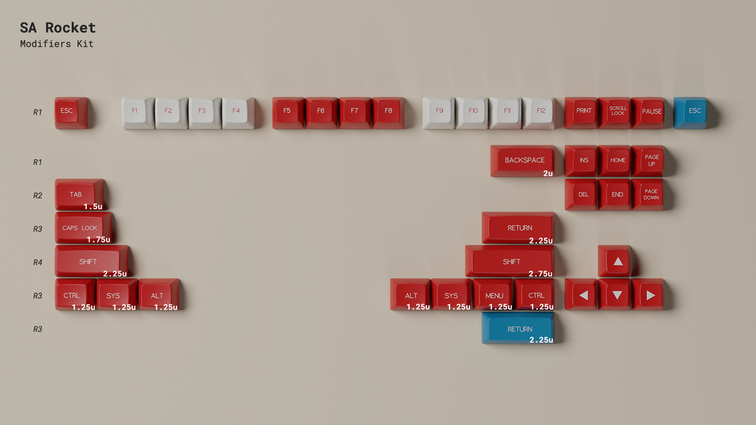 SA Rocket
Modifiers Kit
R1 ESC F1 F2 F3 F4 F5 F6 F7 F8 F9 F10 F11 F12 PRINT SCROLL LOCK PAUSE ESC
R1 BACKSPACE 2u INS HOME PAGE UP
R2 TAB 1.5u DEL END PAGE DOWN
R3 CAPS LOCK 1.75u RETURN 2.25u
R4 SHIFT 2.25u SHIFT 2.75u
R3 CTRL 1.25u SYS 1.25u ALT 1.25u ALT 1.25u SYS 1.25u MENU 1.25u CTRL 1.25u
R3 RETURN 2.25u